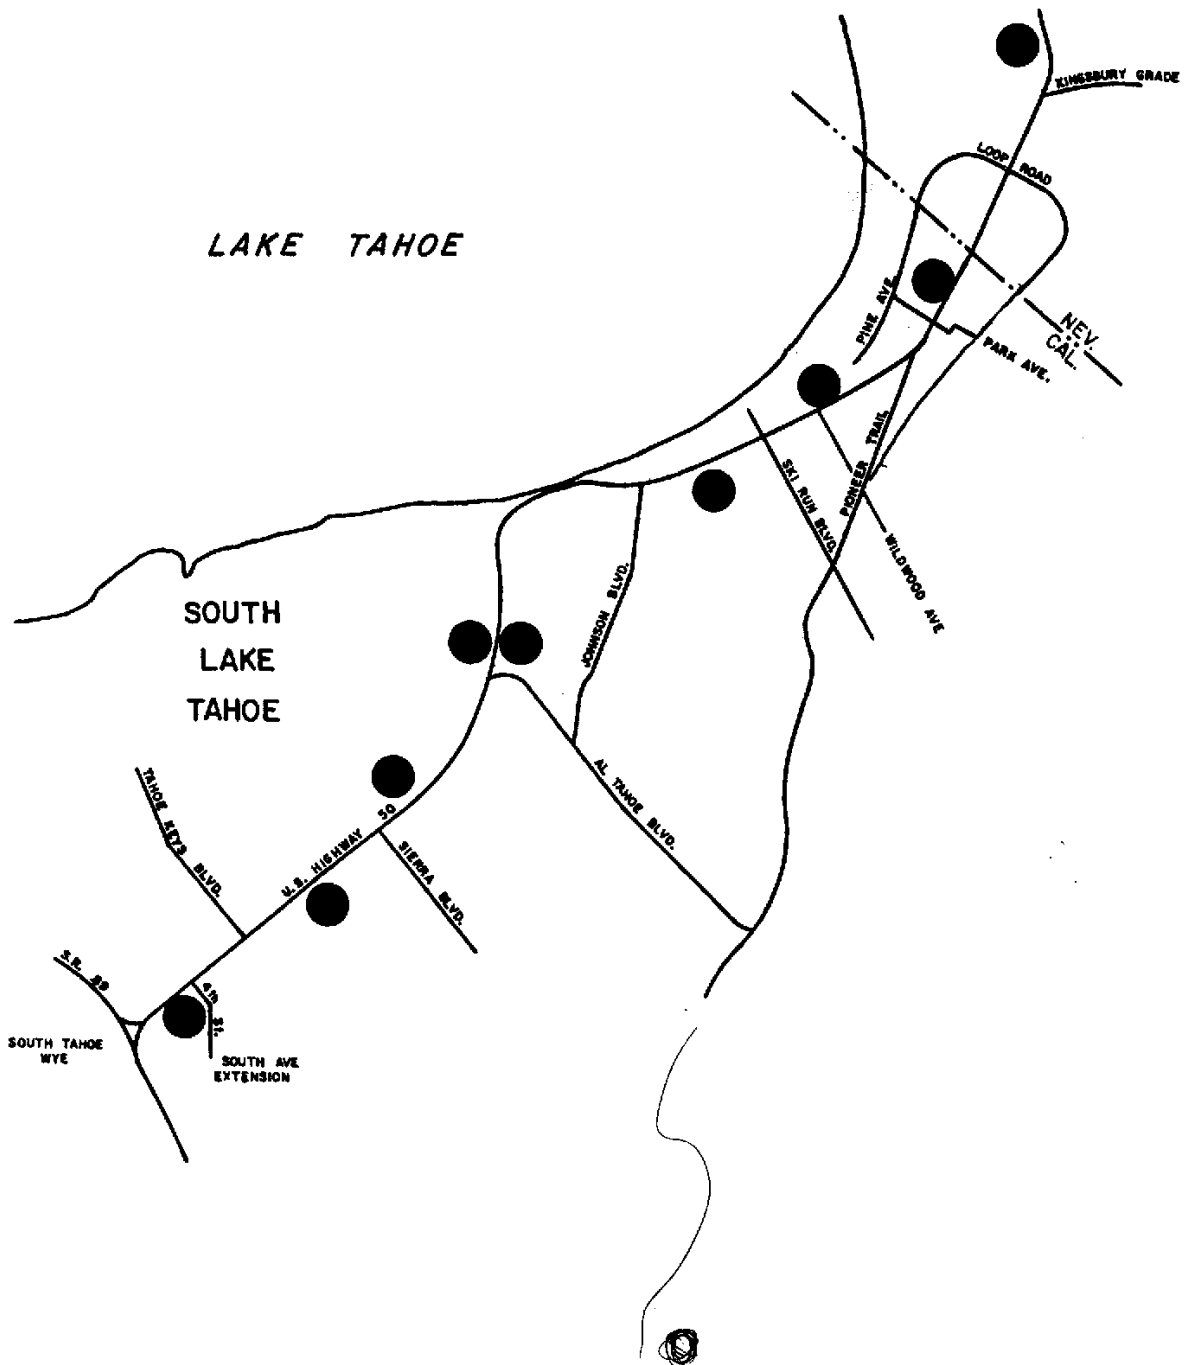 KINGSBURY GRADE
LOOP ROAD
LAKE TAHOE
PINE AVE.
NEV.
CAL.
PARK AVE.
PIONEER TRAIL
SKI RUN BLVD.
WILDWOOD AVE
JOHNSON BLVD.
SOUTH
LAKE
TAHOE
AL TAHOE BLVD.
TAHOE KEYS BLVD.
U.S. HIGHWAY 50
SIERRA BLVD.
S.R. 89
4th St.
SOUTH TAHOE
WYE
SOUTH AVE
EXTENSION